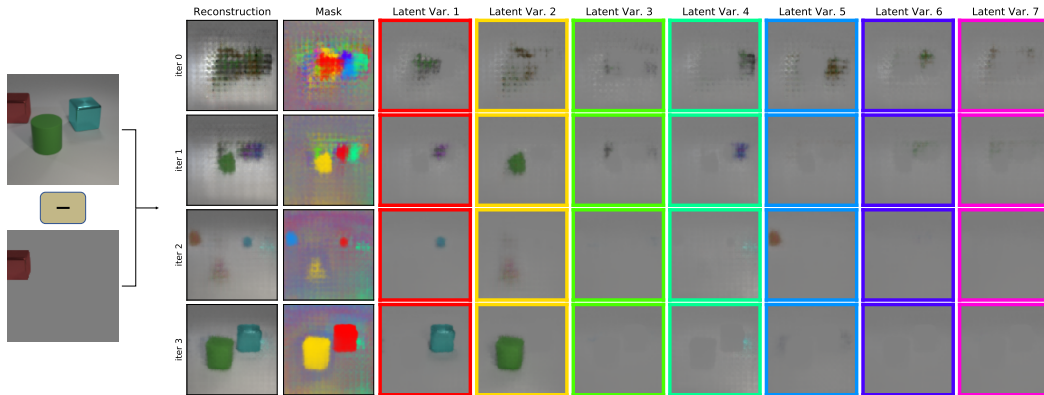 Reconstruction Mask Latent Var. 1 Latent Var. 2 Latent Var. 3 Latent Var. 4 Latent Var. 5 Latent Var. 6 Latent Var. 7
iter 0
iter 1
−
iter 2
iter 3